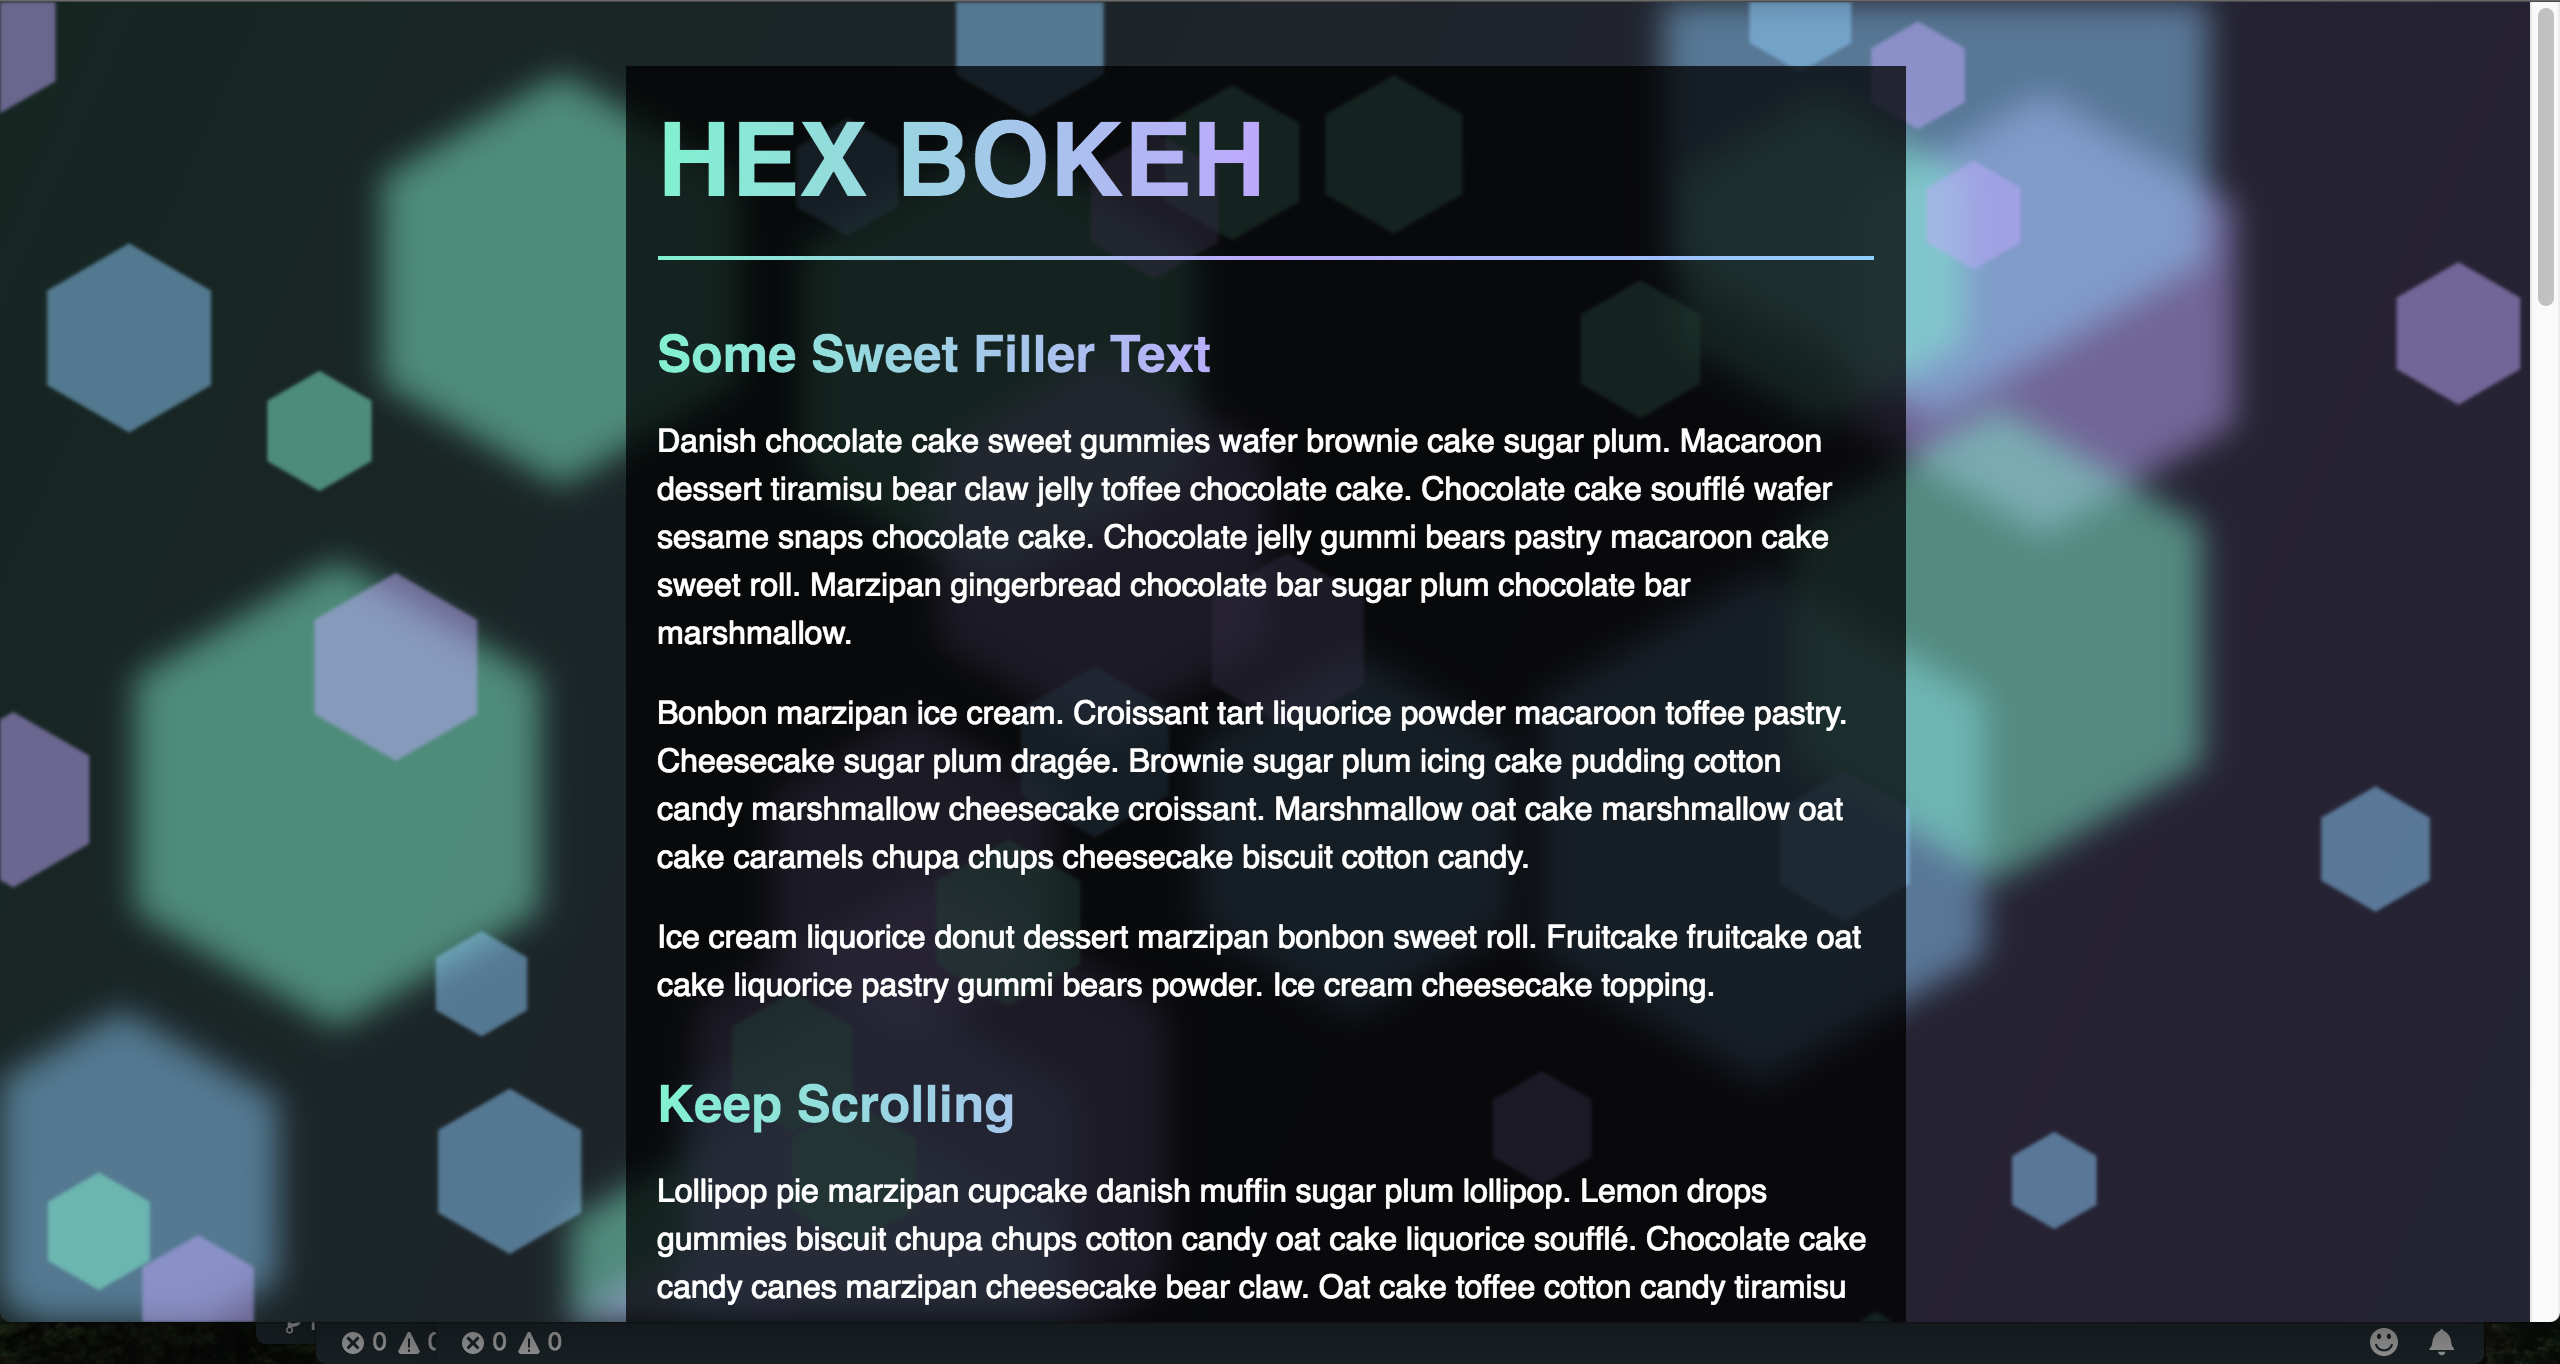 HEX BOKEH
Some Sweet Filler Text
Danish chocolate cake sweet gummies wafer brownie cake sugar plum. Macaroon
dessert tiramisu bear claw jelly toffee chocolate cake. Chocolate cake soufflé wafer
sesame snaps chocolate cake. Chocolate jelly gummi bears pastry macaroon cake
sweet roll. Marzipan gingerbread chocolate bar sugar plum chocolate bar
marshmallow.
Bonbon marzipan ice cream. Croissant tart liquorice powder macaroon toffee pastry.
Cheesecake sugar plum dragée. Brownie sugar plum icing cake pudding cotton
candy marshmallow cheesecake croissant. Marshmallow oat cake marshmallow oat
cake caramels chupa chups cheesecake biscuit cotton candy.
Ice cream liquorice donut dessert marzipan bonbon sweet roll. Fruitcake fruitcake oat
cake liquorice pastry gummi bears powder. Ice cream cheesecake topping.
Keep Scrolling
Lollipop pie marzipan cupcake danish muffin sugar plum lollipop. Lemon drops
gummies biscuit chupa chups cotton candy oat cake liquorice soufflé. Chocolate cake
candy canes marzipan cheesecake bear claw. Oat cake toffee cotton candy tiramisu
0 0 0